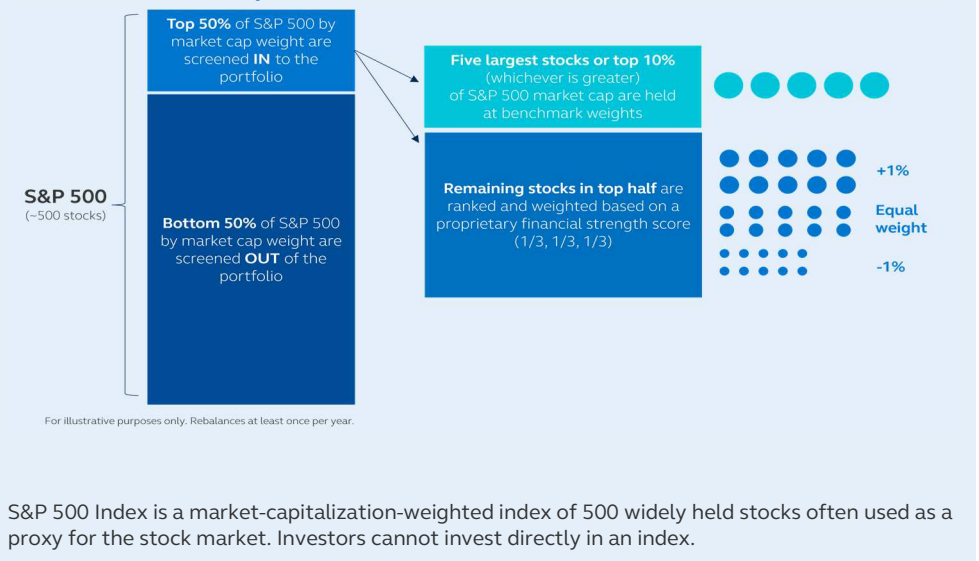 Top 50% of S&P 500 by
market cap weight are
screened IN to the
portfolio
Five largest stocks or top 10%
(whichever is greater)
of S&P 500 market cap are held
at benchmark weights
S&P 500
(~500 stocks)
Bottom 50% of S&P 500
by market cap weight are
screened OUT of the
portfolio
Remaining stocks in top half are
ranked and weighted based on a
proprietary financial strength score
(1/3, 1/3, 1/3)
+1%
Equal
weight
-1%
For illustrative purposes only. Rebalances at least once per year.
S&P 500 Index is a market-capitalization-weighted index of 500 widely held stocks often used as a
proxy for the stock market. Investors cannot invest directly in an index.